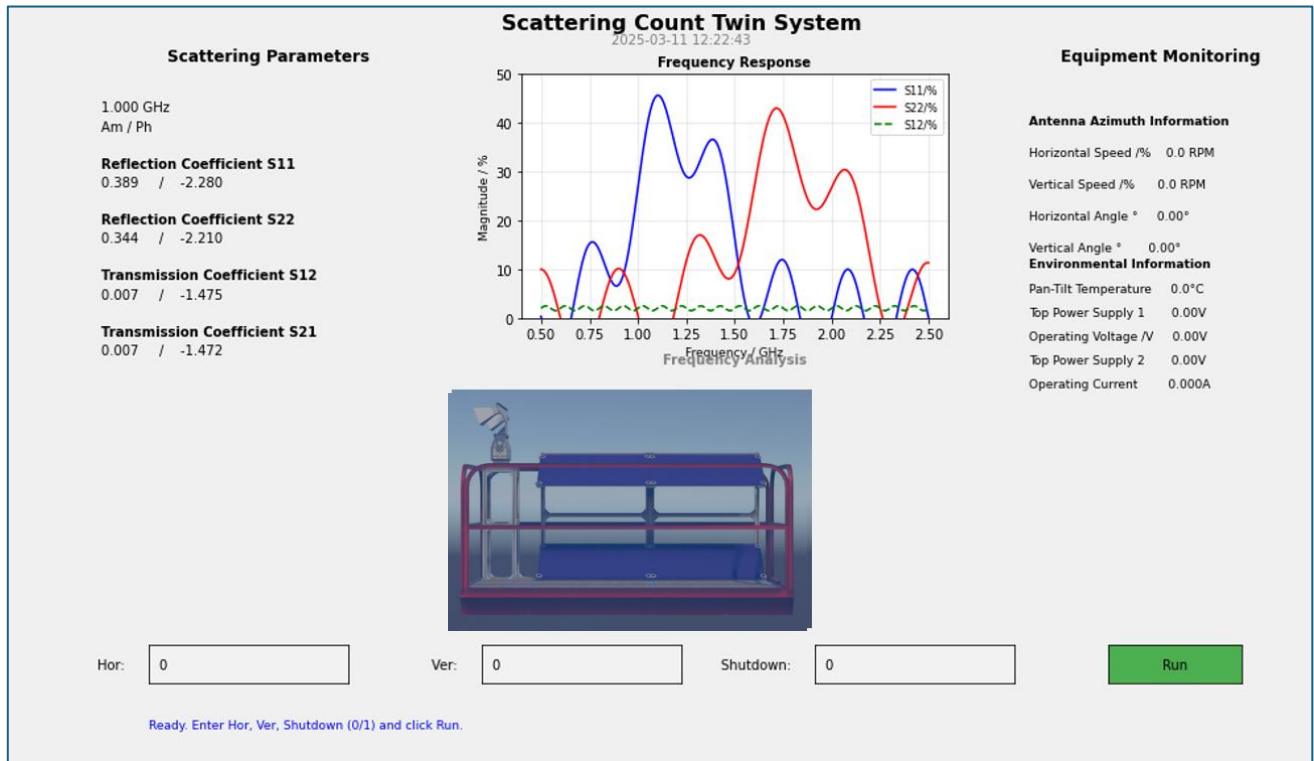 Scattering Count Twin System
2025-03-11 12:22:43
Scattering Parameters
1.000 GHz
Am / Ph
Reflection Coefficient S11
0.389 / -2.280
Reflection Coefficient S22
0.344 / -2.210
Transmission Coefficient S12
0.007 / -1.475
Transmission Coefficient S21
0.007 / -1.472
Frequency Response
S11/%
S22/%
S12/%
Magnitude / %
50
40
30
20
10
0
0.50 0.75 1.00 1.25 1.50 1.75 2.00 2.25 2.50
Frequency / GHz
Frequency Analysis
Equipment Monitoring
Antenna Azimuth Information
Horizontal Speed /% 0.0 RPM
Vertical Speed /% 0.0 RPM
Horizontal Angle ° 0.00°
Vertical Angle ° 0.00°
Environmental Information
Pan-Tilt Temperature 0.0°C
Top Power Supply 1 0.00V
Operating Voltage /V 0.00V
Top Power Supply 2 0.00V
Operating Current 0.000A
Hor: 0 Ver: 0 Shutdown: 0 Run
Ready. Enter Hor, Ver, Shutdown (0/1) and click Run.